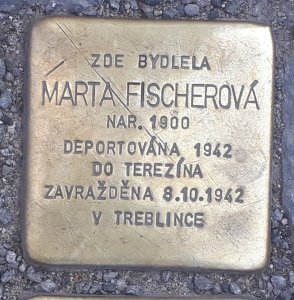 ZDE BYDLELA
MARTA FISCHEROVÁ
NAR. 1900
DEPORTOVÁNA 1942
DO TEREZÍNA
ZAVRAŽDĚNA 8.10.1942
V TREBLINCE